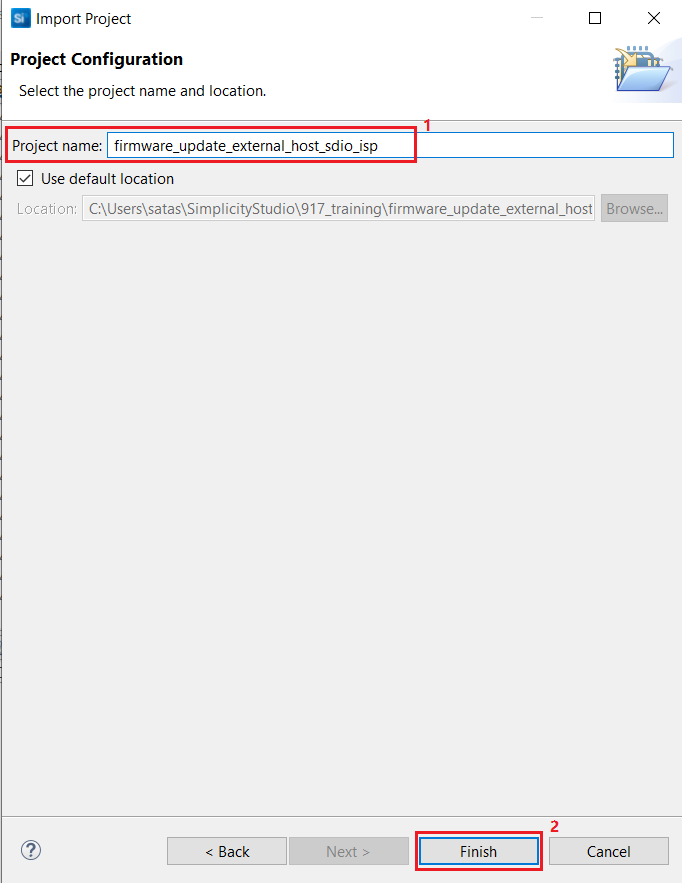 Si Import Project
Project Configuration
Select the project name and location.
1
Project name: firmware_update_external_host_sdio_isp
Use default location
Location: C:\Users\satas\SimplicityStudio\917_training\firmware_update_external_host Browse...
2
? < Back Next > Finish Cancel